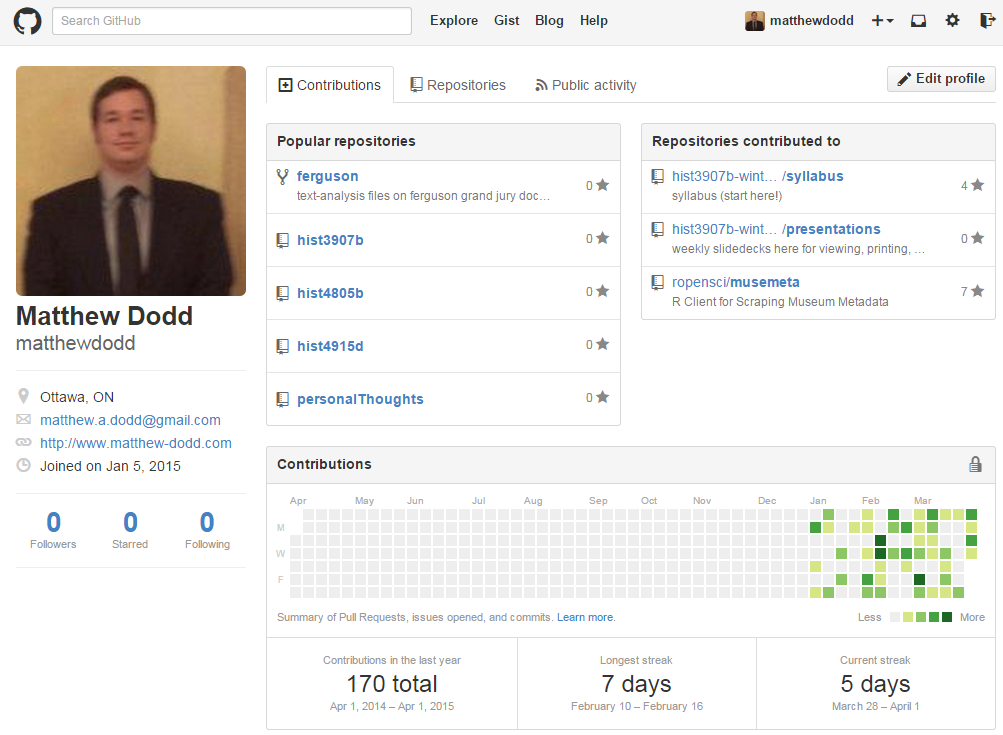 Search GitHub
Explore Gist Blog Help
matthewdodd
Contributions Repositories Public activity
Edit profile
Matthew Dodd
matthewdodd
Ottawa, ON
matthew.a.dodd@gmail.com
http://www.matthew-dodd.com
Joined on Jan 5, 2015
0 0 0
Followers Starred Following
Popular repositories
ferguson 0
text-analysis files on ferguson grand jury doc…
hist3907b 0
hist4805b 0
hist4915d 0
personalThoughts 0
Repositories contributed to
hist3907b-wint… /syllabus 4
syllabus (start here!)
hist3907b-wint… /presentations 0
weekly slidedecks here for viewing, printing, …
ropensci/musemeta 7
R Client for Scraping Museum Metadata
Contributions
Apr May Jun Jul Aug Sep Oct Nov Dec Jan Feb Mar
M
W
F
Summary of Pull Requests, issues opened, and commits. Learn more.
Less More
Contributions in the last year
170 total
Apr 1, 2014 – Apr 1, 2015
Longest streak
7 days
February 10 – February 16
Current streak
5 days
March 28 – April 1